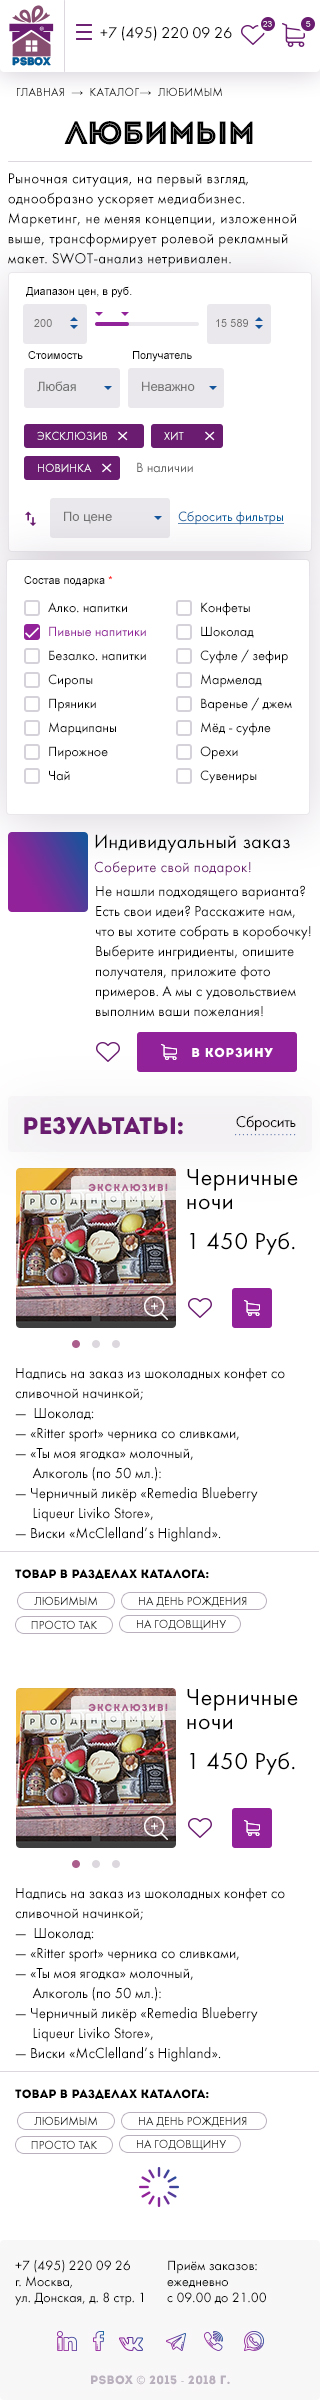 PSBOX
+7 (495) 220 09 26
23
5
ГЛАВНАЯ → КАТАЛОГ→ ЛЮБИМЫМ
ЛЮБИМЫМ
Рыночная ситуация, на первый взгляд,
однообразно ускоряет медиабизнес.
Маркетинг, не меняя концепции, изложенной
выше, трансформирует ролевой рекламный
макет. SWOT-анализ нетривиален.
Диапазон цен, в руб.
200
15 589
Стоимость Получатель
Любая Неважно
ЭКСКЛЮЗИВ ✕ ХИТ ✕
НОВИНКА ✕ В наличии
По цене Сбросить фильтры
Состав подарка *
Алко. напитки Конфеты
Пивные напитики Шоколад
Безалко. напитки Суфле / зефир
Сиропы Мармелад
Пряники Варенье / джем
Марципаны Мёд - суфле
Пирожное Орехи
Чай Сувениры
Индивидуальный заказ
Соберите свой подарок!
Не нашли подходящего варианта?
Есть свои идеи? Расскажите нам,
что вы хотите собрать в коробочку!
Выберите ингридиенты, опишите
получателя, приложите фото
примеров. А мы с удовольствием
выполним ваши пожелания!
В КОРЗИНУ
РЕЗУЛЬТАТЫ: Сбросить
ЭКСКЛЮЗИВ!
РОДНОМУ
Черничные
ночи
1 450 Руб.
Надпись на заказ из шоколадных конфет со
сливочной начинкой;
— Шоколад:
— «Ritter sport» черника со сливками,
— «Ты моя ягодка» молочный,
Алкоголь (по 50 мл.):
— Черничный ликёр «Remedia Blueberry
Liqueur Liviko Store»,
— Виски «McClelland's Highland».
ТОВАР В РАЗДЕЛАХ КАТАЛОГА:
ЛЮБИМЫМ НА ДЕНЬ РОЖДЕНИЯ
ПРОСТО ТАК НА ГОДОВЩИНУ
ЭКСКЛЮЗИВ!
РОДНОМУ
Черничные
ночи
1 450 Руб.
Надпись на заказ из шоколадных конфет со
сливочной начинкой;
— Шоколад:
— «Ritter sport» черника со сливками,
— «Ты моя ягодка» молочный,
Алкоголь (по 50 мл.):
— Черничный ликёр «Remedia Blueberry
Liqueur Liviko Store»,
— Виски «McClelland's Highland».
ТОВАР В РАЗДЕЛАХ КАТАЛОГА:
ЛЮБИМЫМ НА ДЕНЬ РОЖДЕНИЯ
ПРОСТО ТАК НА ГОДОВЩИНУ
+7 (495) 220 09 26 Приём заказов:
г. Москва, ежедневно
ул. Донская, д. 8 стр. 1 с 09.00 до 21.00
PSBOX © 2015 - 2018 Г.